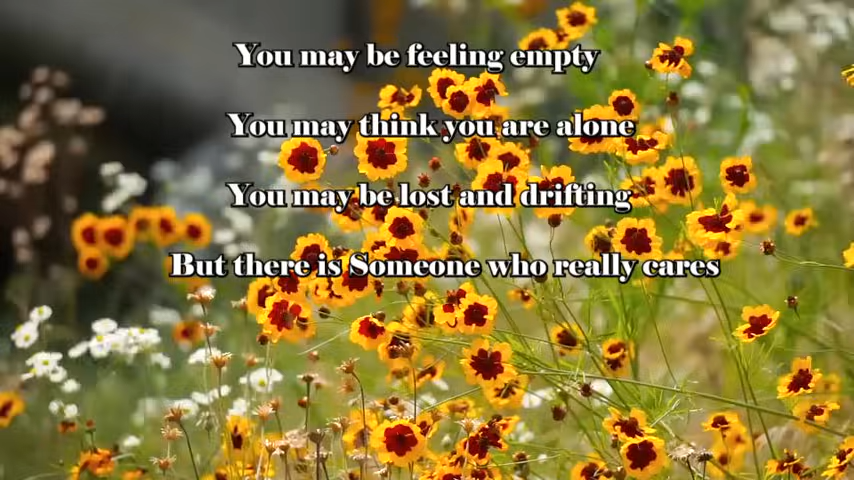 You may be feeling empty
You may think you are alone
You may be lost and drifting
But there is Someone who really cares